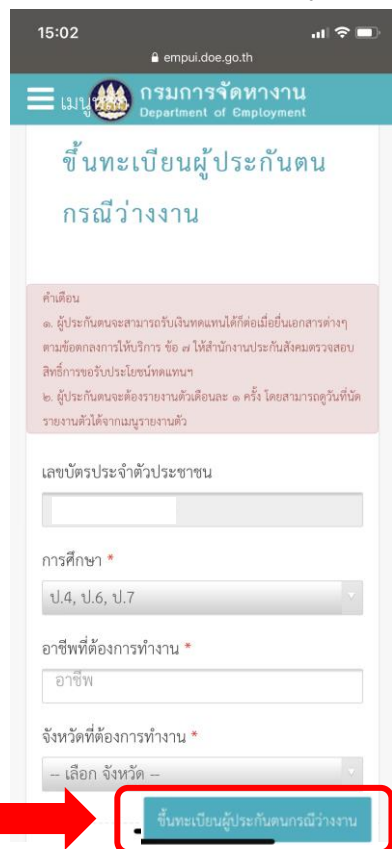 15:02
empui.doe.go.th
เมนู
กรมการจัดหางาน
Department of Employment
ขึ้นทะเบียนผู้ประกันตน
กรณีว่างงาน
คำเตือน
๑. ผู้ประกันตนจะสามารถรับเงินทดแทนได้ก็ต่อเมื่อยื่นเอกสารต่างๆ
ตามข้อตกลงการให้บริการ ข้อ ๗ ให้สำนักงานประกันสังคมตรวจสอบ
สิทธิ์การขอรับประโยชน์ทดแทนฯ
๒. ผู้ประกันตนจะต้องรายงานตัวเดือนละ ๑ ครั้ง โดยสามารถดูวันที่นัด
รายงานตัวได้จากเมนูรายงานตัว
เลขบัตรประจำตัวประชาชน
การศึกษา *
ป.4, ป.6, ป.7
อาชีพที่ต้องการทำงาน *
อาชีพ
จังหวัดที่ต้องการทำงาน *
-- เลือก จังหวัด --
ขึ้นทะเบียนผู้ประกันตนกรณีว่างงาน